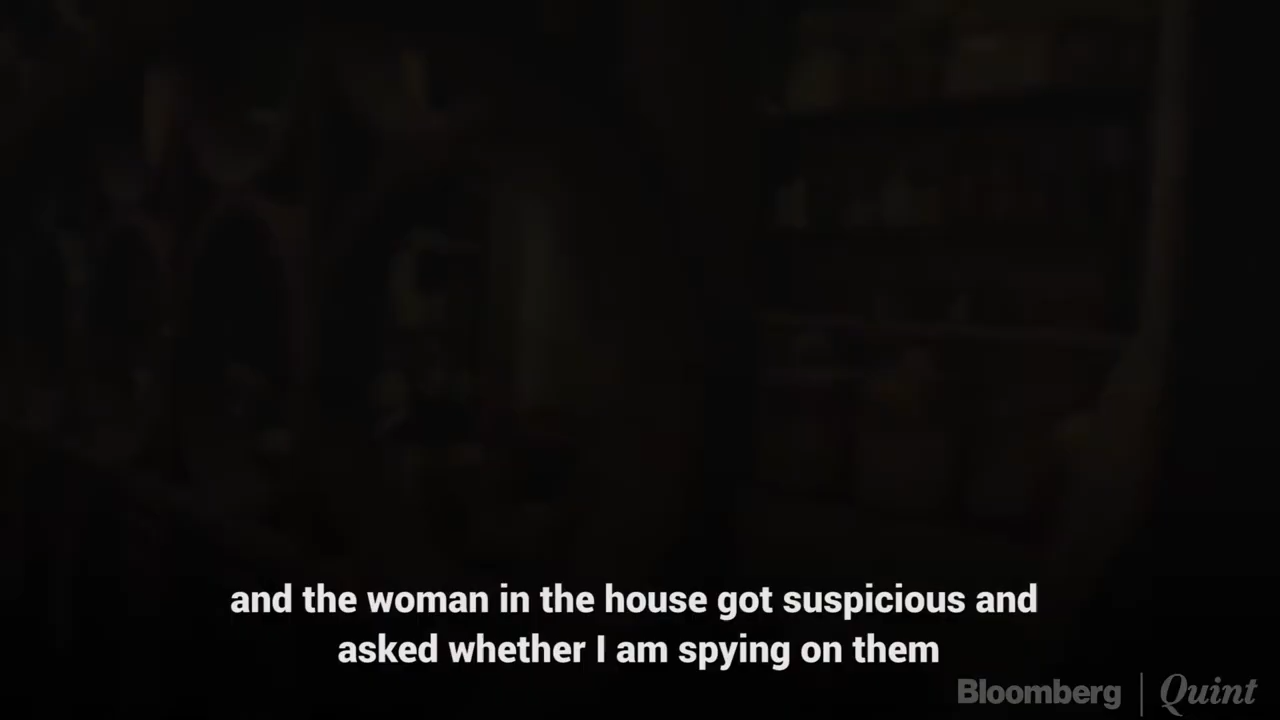 and the woman in the house got suspicious and
asked whether I am spying on them
Bloomberg | Quint